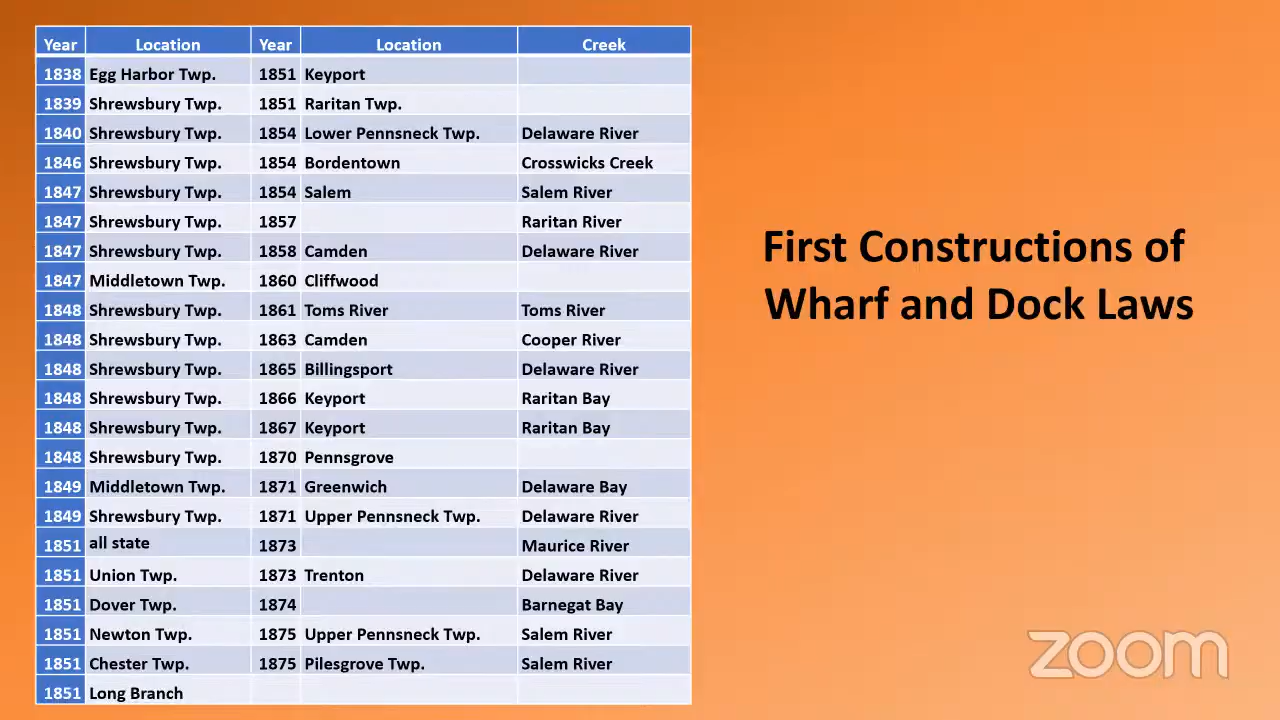 Year Location Year Location Creek
1838 Egg Harbor Twp. 1851 Keyport
1839 Shrewsbury Twp. 1851 Raritan Twp.
1840 Shrewsbury Twp. 1854 Lower Pennsneck Twp. Delaware River
1846 Shrewsbury Twp. 1854 Bordentown Crosswicks Creek
1847 Shrewsbury Twp. 1854 Salem Salem River
1847 Shrewsbury Twp. 1857 Raritan River
1847 Shrewsbury Twp. 1858 Camden Delaware River
1847 Middletown Twp. 1860 Cliffwood
1848 Shrewsbury Twp. 1861 Toms River Toms River
1848 Shrewsbury Twp. 1863 Camden Cooper River
1848 Shrewsbury Twp. 1865 Billingsport Delaware River
1848 Shrewsbury Twp. 1866 Keyport Raritan Bay
1848 Shrewsbury Twp. 1867 Keyport Raritan Bay
1848 Shrewsbury Twp. 1870 Pennsgrove
1849 Middletown Twp. 1871 Greenwich Delaware Bay
1849 Shrewsbury Twp. 1871 Upper Pennsneck Twp. Delaware River
1851 all state 1873 Maurice River
1851 Union Twp. 1873 Trenton Delaware River
1851 Dover Twp. 1874 Barnegat Bay
1851 Newton Twp. 1875 Upper Pennsneck Twp. Salem River
1851 Chester Twp. 1875 Pilesgrove Twp. Salem River
1851 Long Branch
First Constructions of
Wharf and Dock Laws
zoom